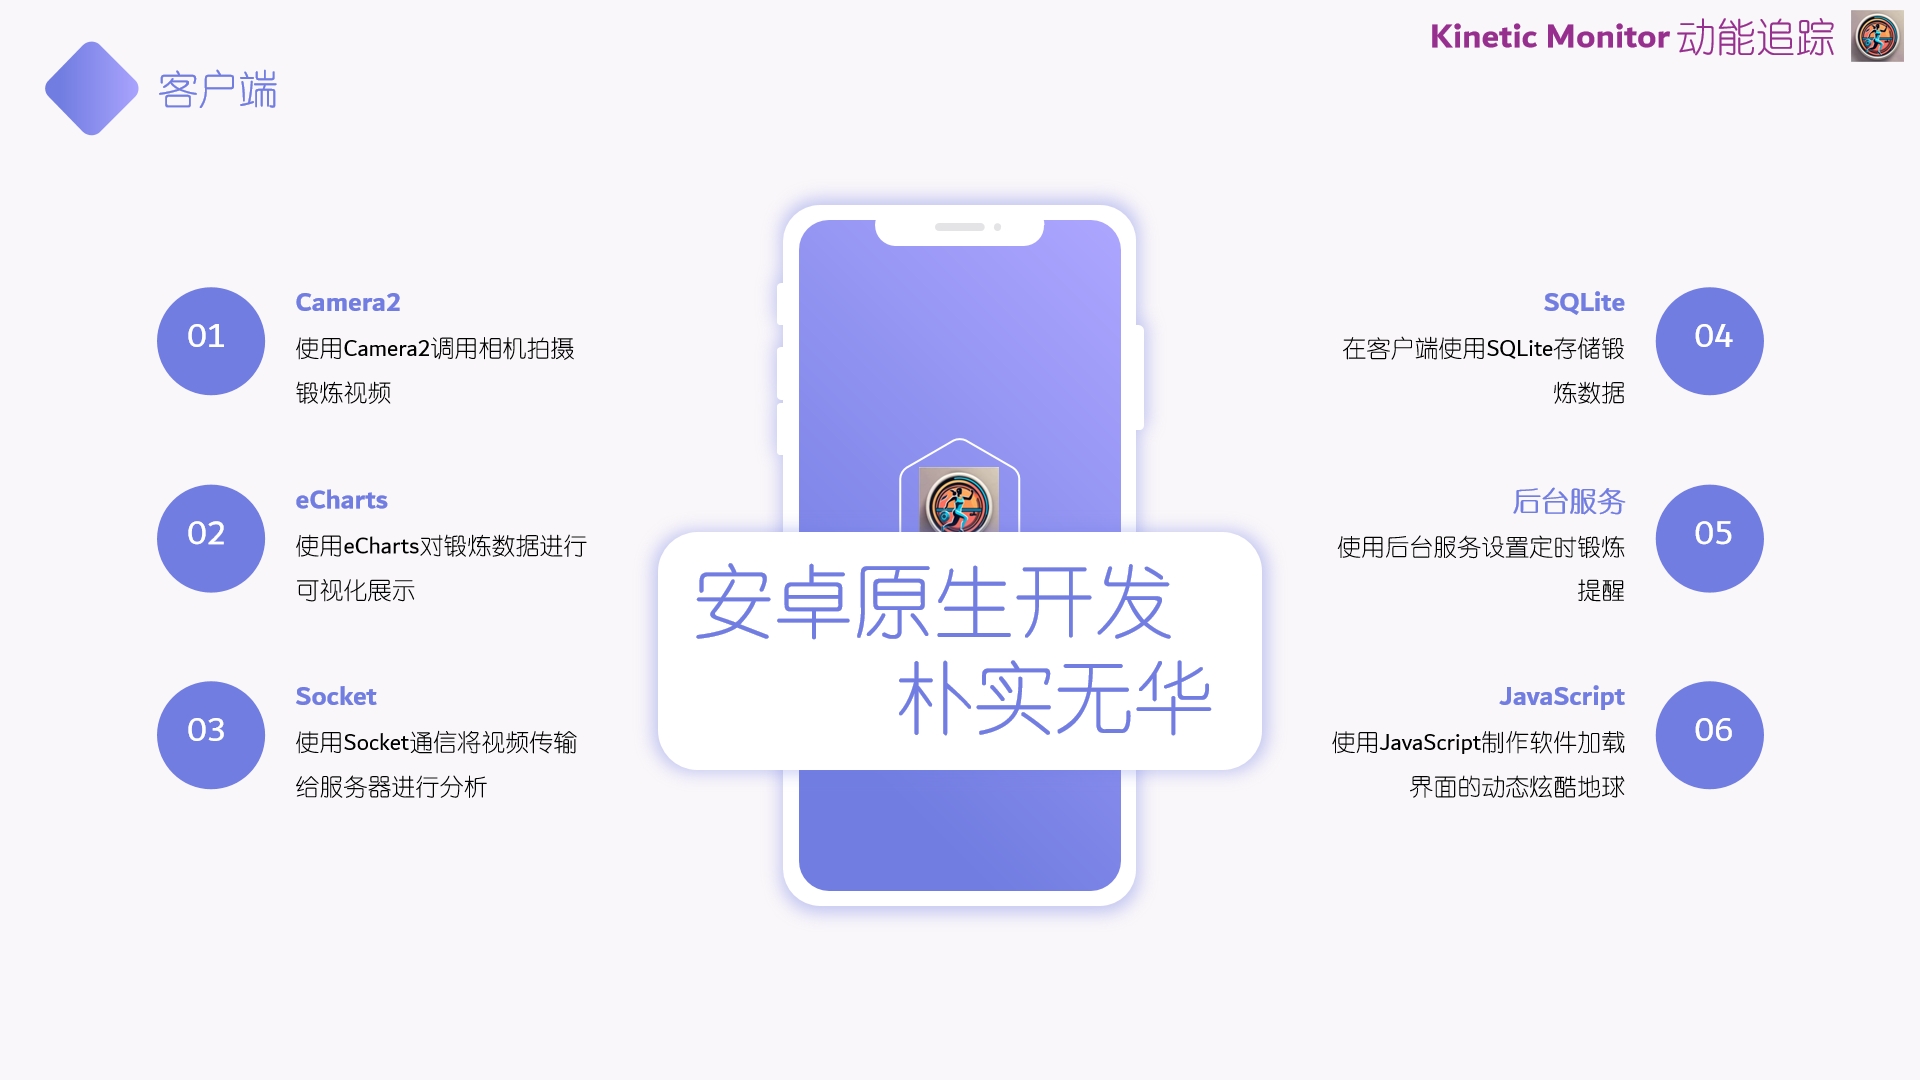 Kinetic Monitor 动能追踪
客户端
01
Camera2
使用Camera2调用相机拍摄
锻炼视频
02
eCharts
使用eCharts对锻炼数据进行
可视化展示
03
Socket
使用Socket通信将视频传输
给服务器进行分析
安卓原生开发
朴实无华
SQLite
04
在客户端使用SQLite存储锻
炼数据
后台服务
05
使用后台服务设置定时锻炼
提醒
JavaScript
06
使用JavaScript制作软件加载
界面的动态炫酷地球